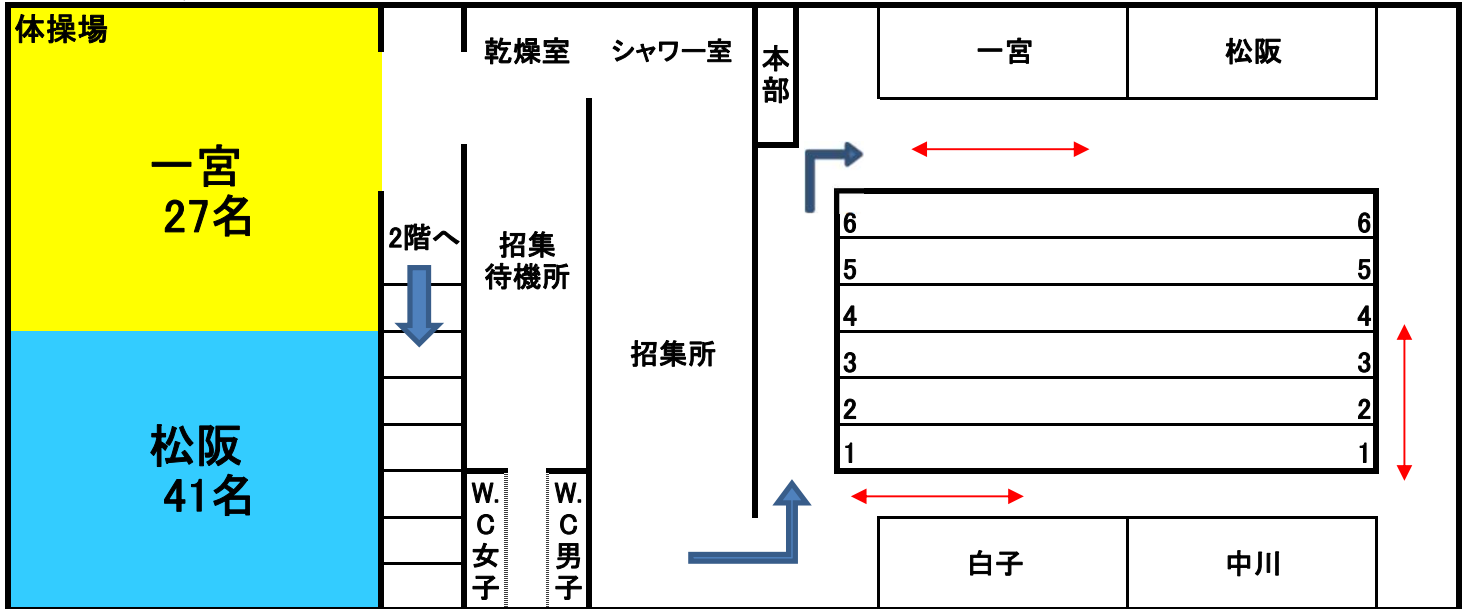 体操場
一宮
27名
松阪
41名
2階へ
乾燥室
シャワー室
招集
待機所
招集所
W.
C
女
子
W.
C
男
子
本
部
一宮
松阪
6
6
5
5
4
4
3
3
2
2
1
1
白子
中川